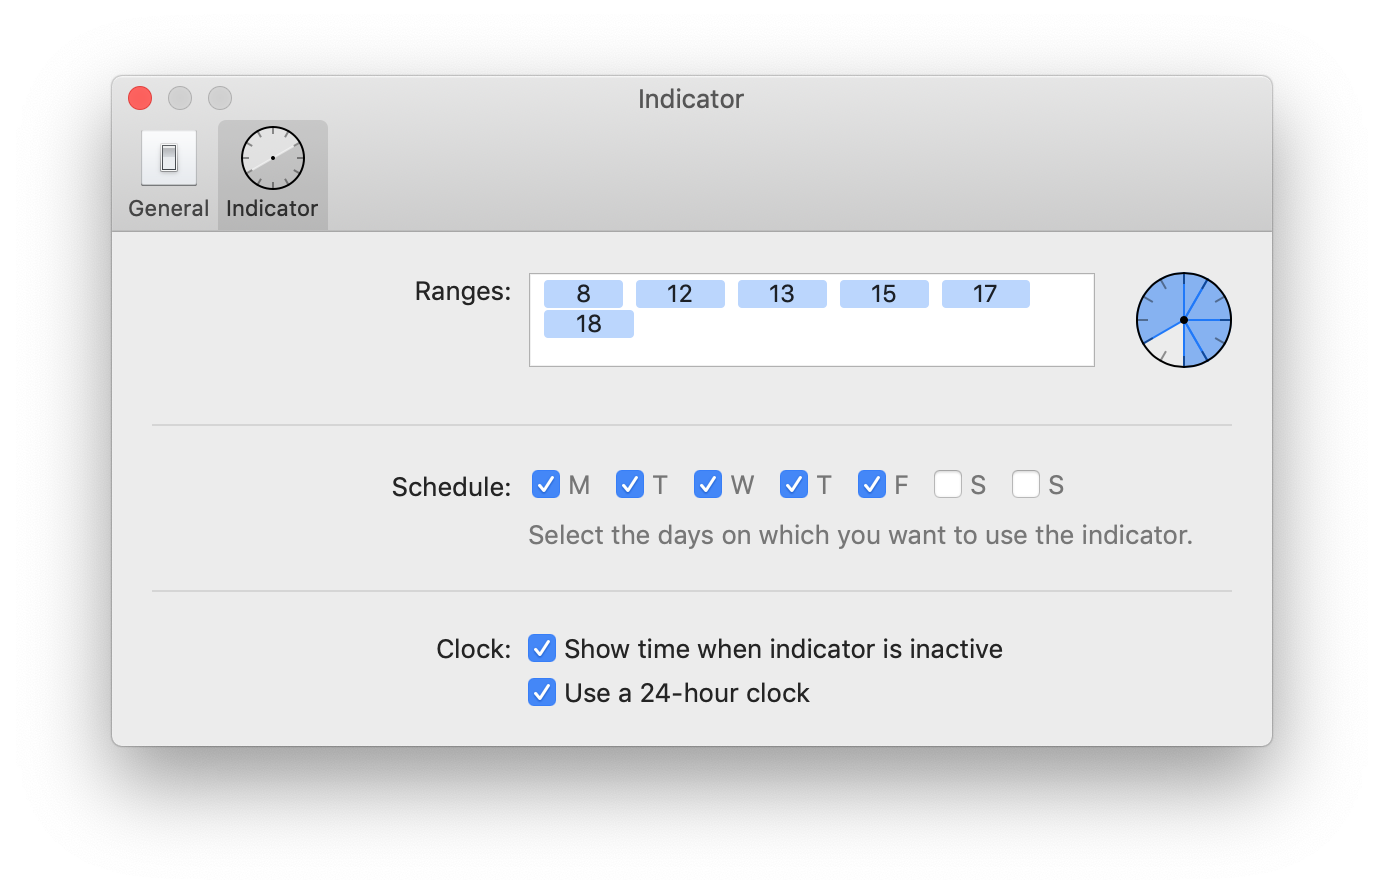 Indicator
General Indicator
Ranges: 8 12 13 15 17
18
Schedule: M T W T F S S
Select the days on which you want to use the indicator.
Clock: Show time when indicator is inactive
Use a 24-hour clock